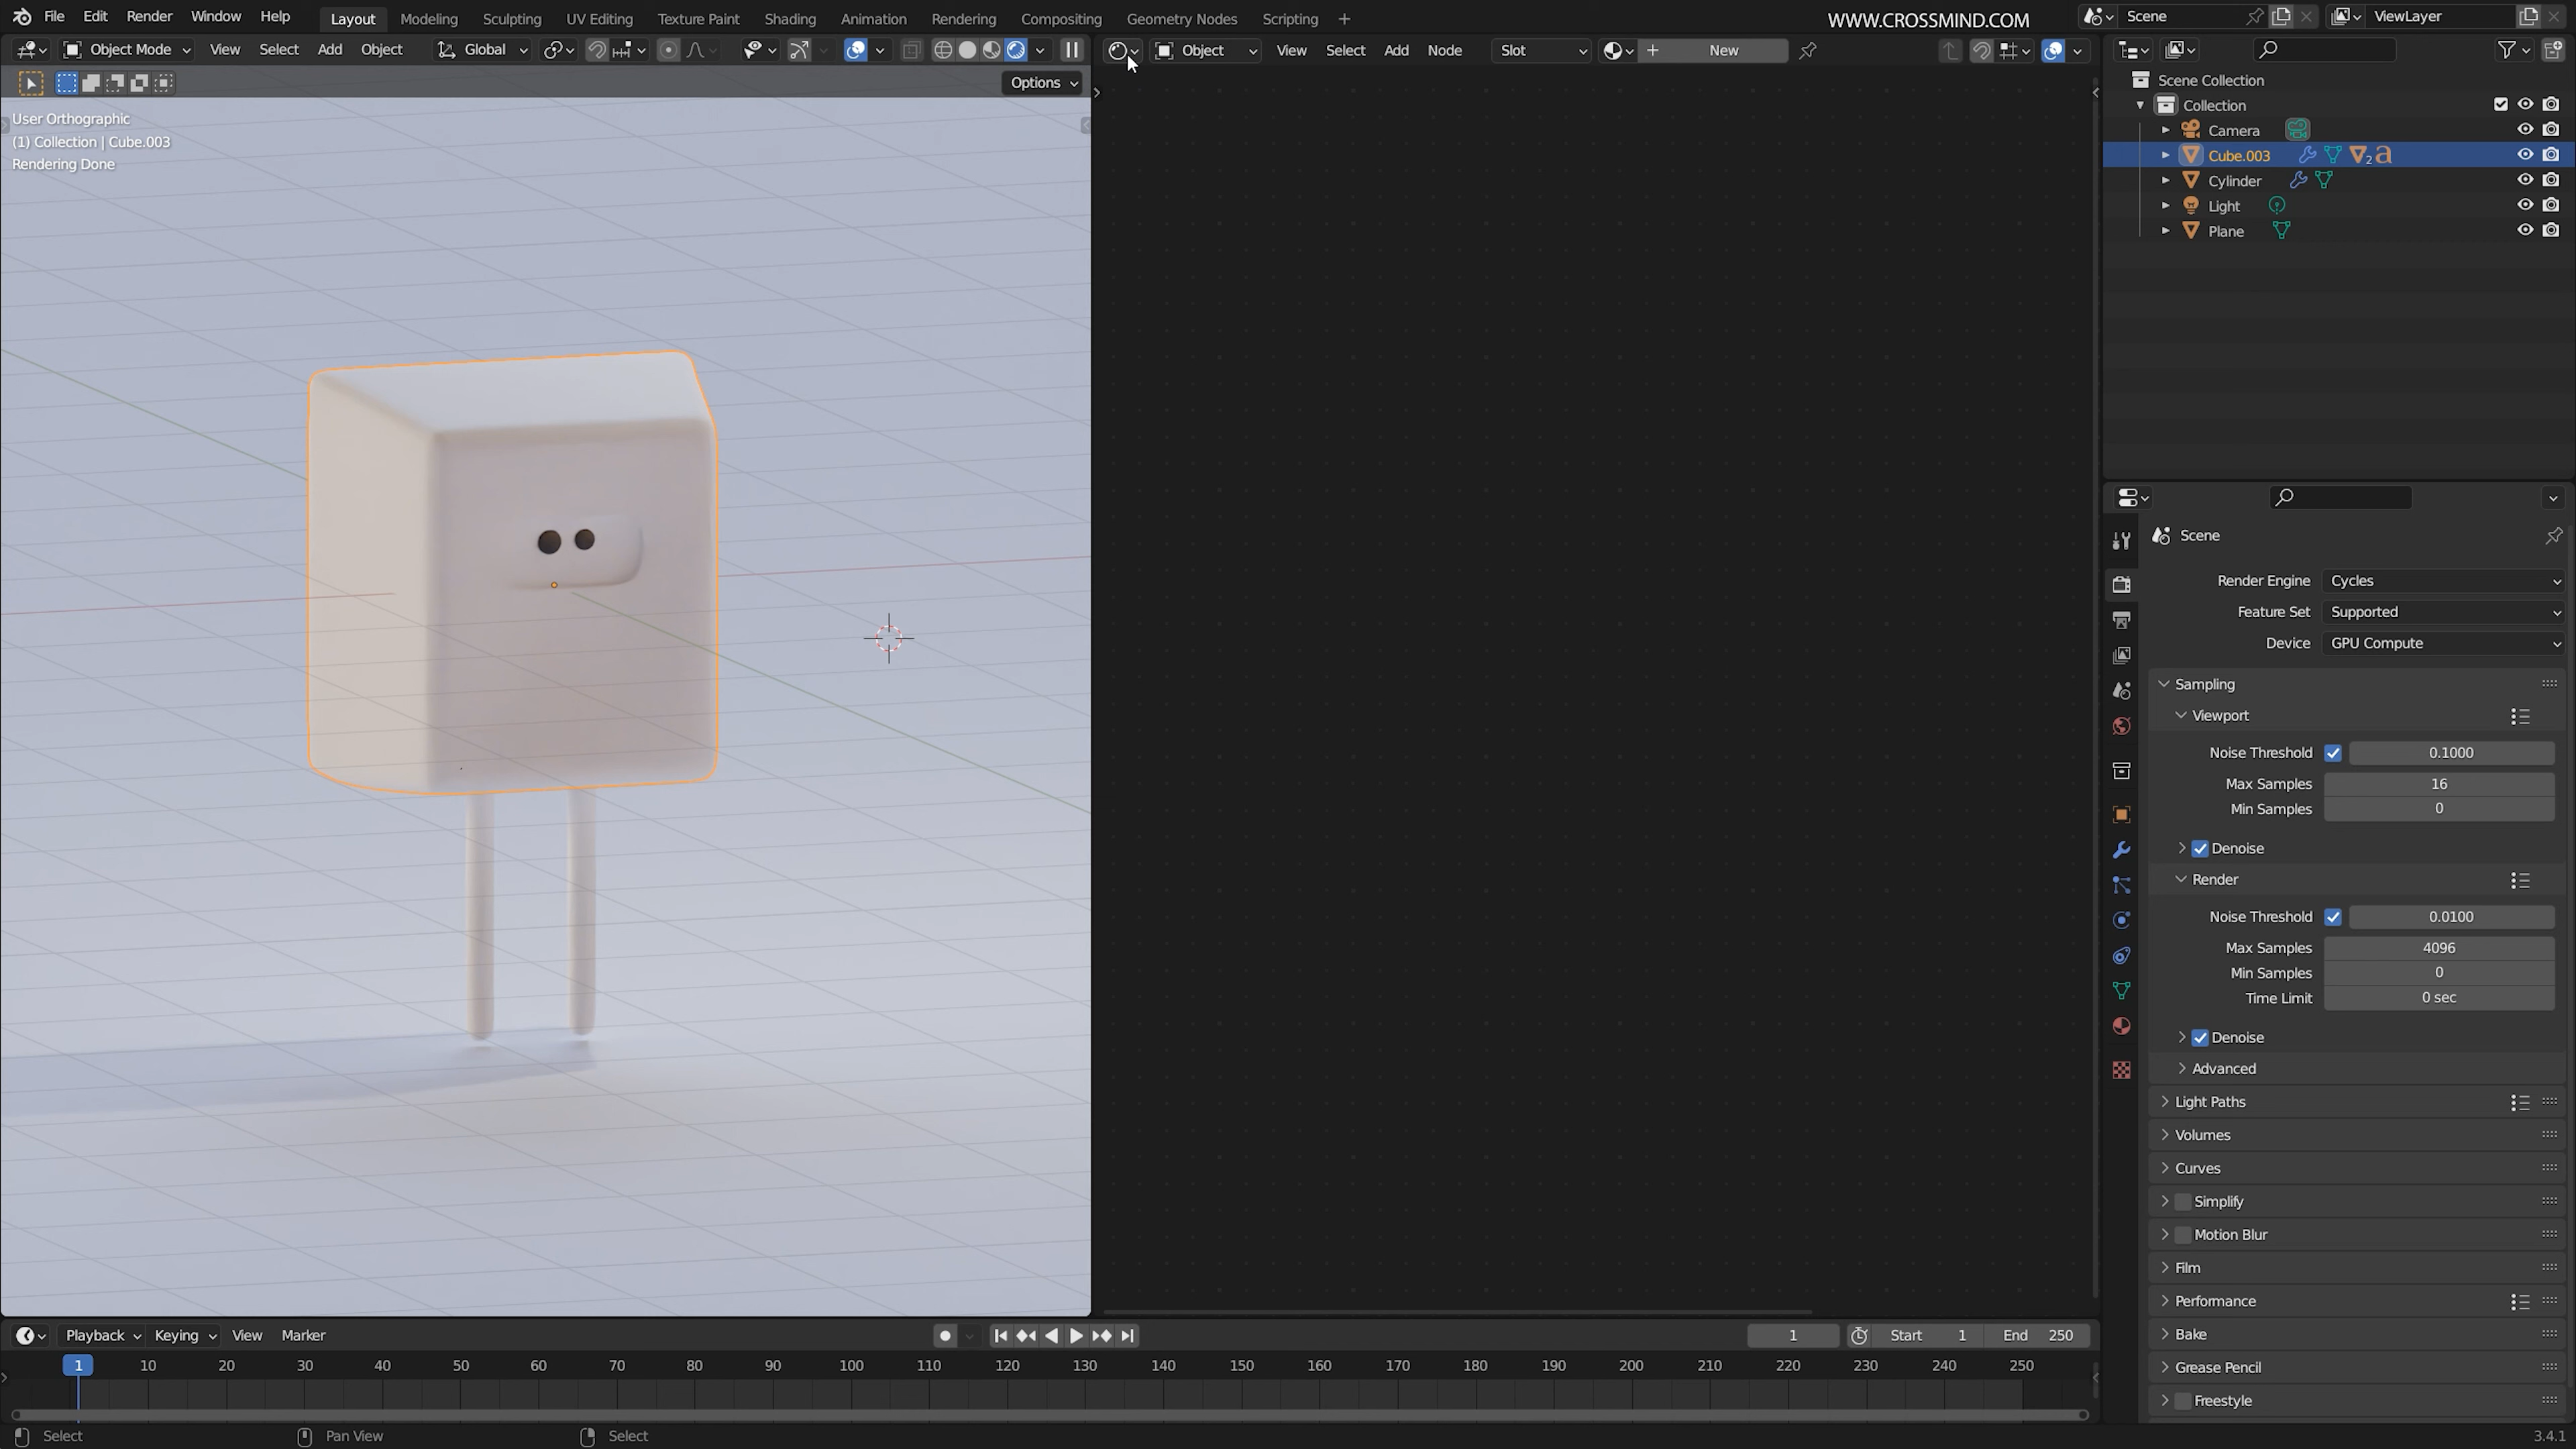 File Edit Render Window Help Layout Modeling Sculpting UV Editing Texture Paint Shading Animation Rendering Compositing Geometry Nodes Scripting + WWW.CROSSMIND.COM Scene ViewLayer
Object Mode View Select Add Object Global
Object View Select Add Node Slot + New
Options
User Orthographic
(1) Collection | Cube.003
Rendering Done
Scene Collection
Collection
Camera
Cube.003 2
Cylinder
Light
Plane
Scene
Render Engine Cycles
Feature Set Supported
Device GPU Compute
Sampling
Viewport
Noise Threshold 0.1000
Max Samples 16
Min Samples 0
Denoise
Render
Noise Threshold 0.0100
Max Samples 4096
Min Samples 0
Time Limit 0 sec
Denoise
Advanced
Light Paths
Volumes
Curves
Simplify
Motion Blur
Film
Performance
Bake
Grease Pencil
Freestyle
Playback Keying View Marker 1 Start 1 End 250
1 10 20 30 40 50 60 70 80 90 100 110 120 130 140 150 160 170 180 190 200 210 220 230 240 250
Select Pan View Select 3.4.1